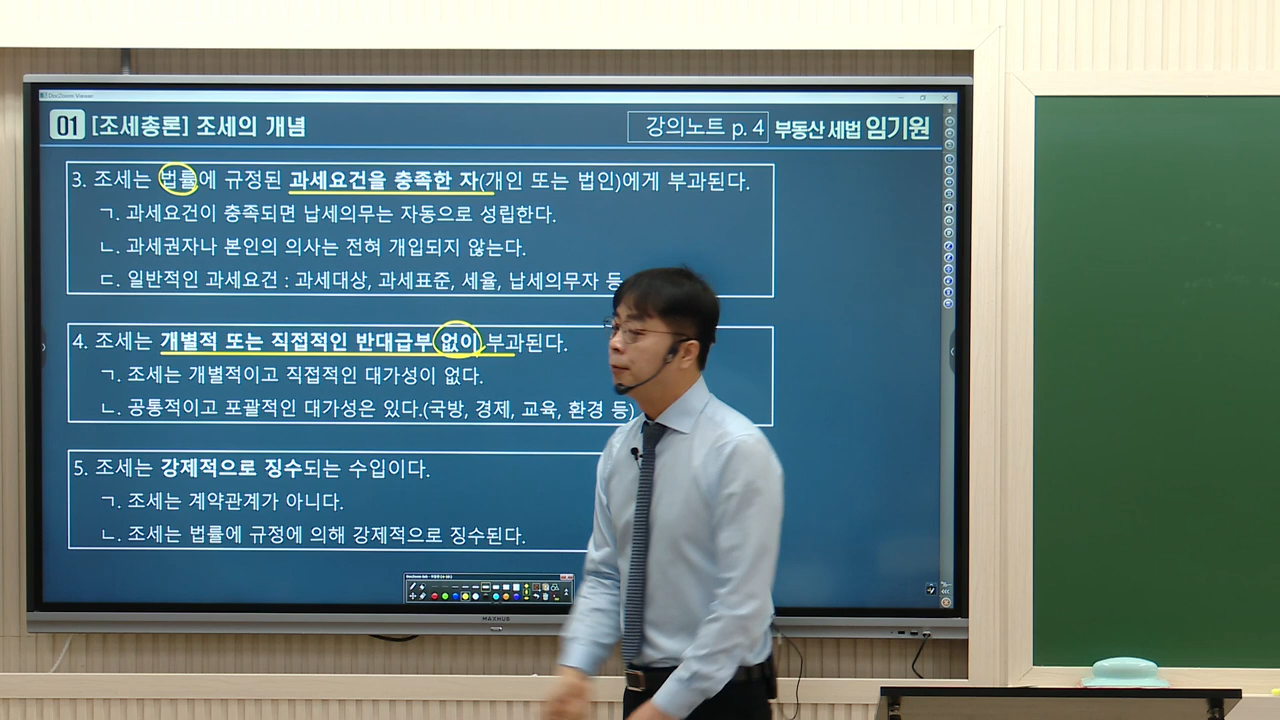 DocZoom Viewer
01 [조세총론] 조세의 개념
강의노트 p. 4 부동산 세법 임기원
3. 조세는 법률에 규정된 과세요건을 충족한 자(개인 또는 법인)에게 부과된다.
ㄱ. 과세요건이 충족되면 납세의무는 자동으로 성립한다.
ㄴ. 과세권자나 본인의 의사는 전혀 개입되지 않는다.
ㄷ. 일반적인 과세요건 : 과세대상, 과세표준, 세율, 납세의무자 등
4. 조세는 개별적 또는 직접적인 반대급부 없이 부과된다.
ㄱ. 조세는 개별적이고 직접적인 대가성이 없다.
ㄴ. 공통적이고 포괄적인 대가성은 있다.(국방, 경제, 교육, 환경 등)
5. 조세는 강제적으로 징수되는 수입이다.
ㄱ. 조세는 계약관계가 아니다.
ㄴ. 조세는 법률에 규정에 의해 강제적으로 징수된다.
MAXHUB